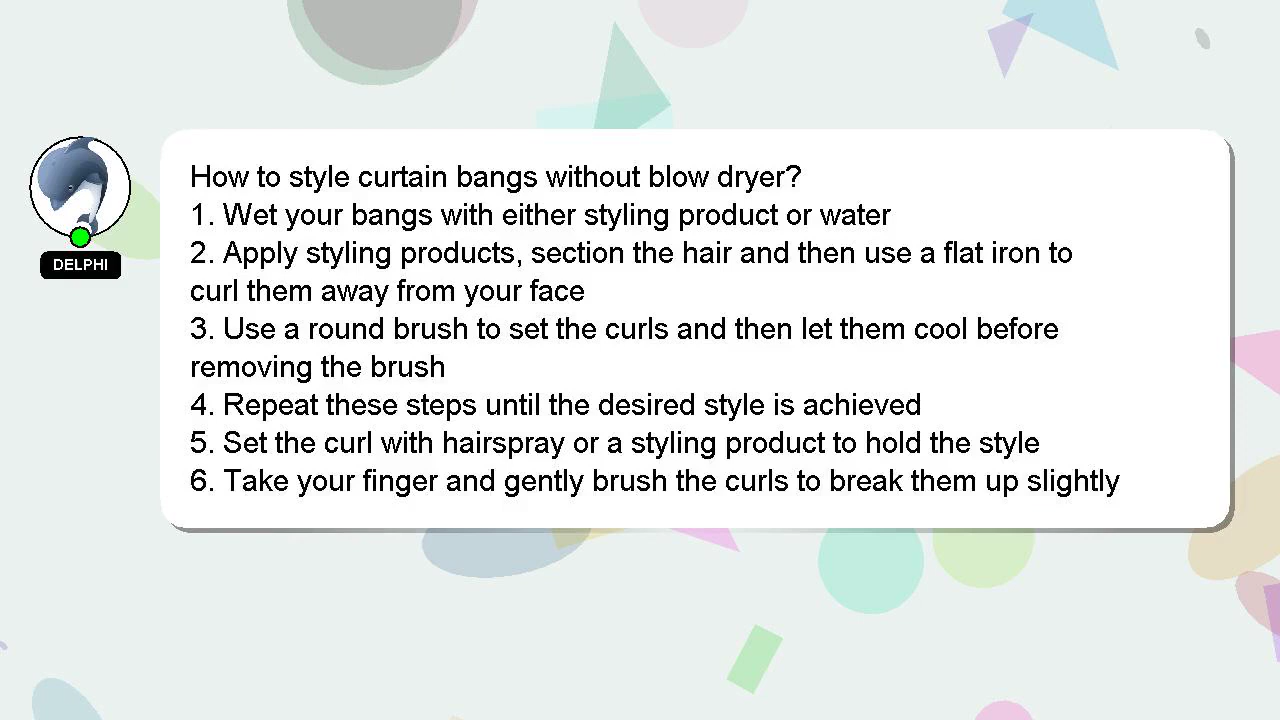 How to style curtain bangs without blow dryer?
1. Wet your bangs with either styling product or water
2. Apply styling products, section the hair and then use a flat iron to
curl them away from your face
3. Use a round brush to set the curls and then let them cool before
removing the brush
4. Repeat these steps until the desired style is achieved
5. Set the curl with hairspray or a styling product to hold the style
6. Take your finger and gently brush the curls to break them up slightly
DELPHI